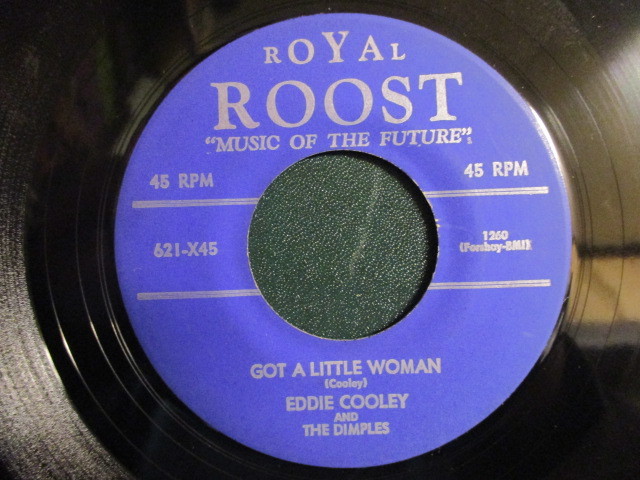 ROYAL
ROOST
"MUSIC OF THE FUTURE"
45 RPM
45 RPM
621-X45
1260
(Forshay-BMI)
GOT A LITTLE WOMAN
(Cooley)
EDDIE COOLEY
AND
THE DIMPLES